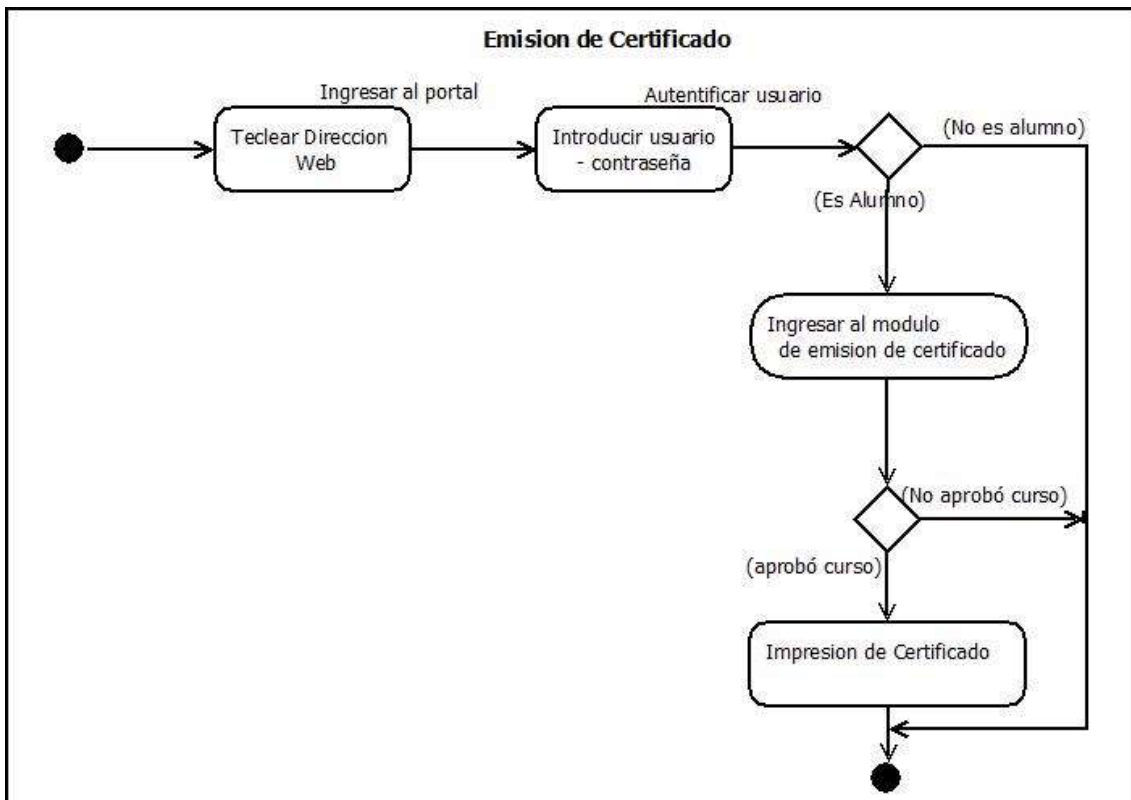 Emision de Certificado
Ingresar al portal
Autentificar usuario
Teclear Direccion
Web
Introducir usuario
- contraseña
(No es alumno)
(Es Alumno)
Ingresar al modulo
de emision de certificado
(No aprobó curso)
(aprobó curso)
Impresion de Certificado